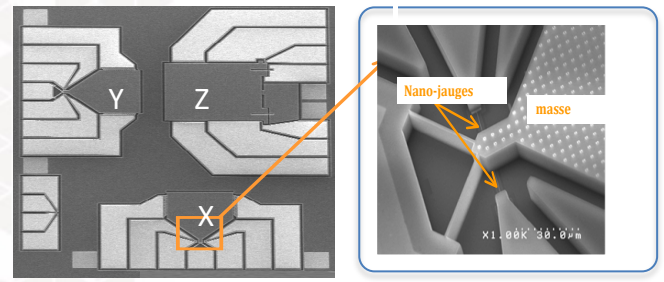 Y
Z
X
Nano-jauges
masse
X1.00K 30.0µm